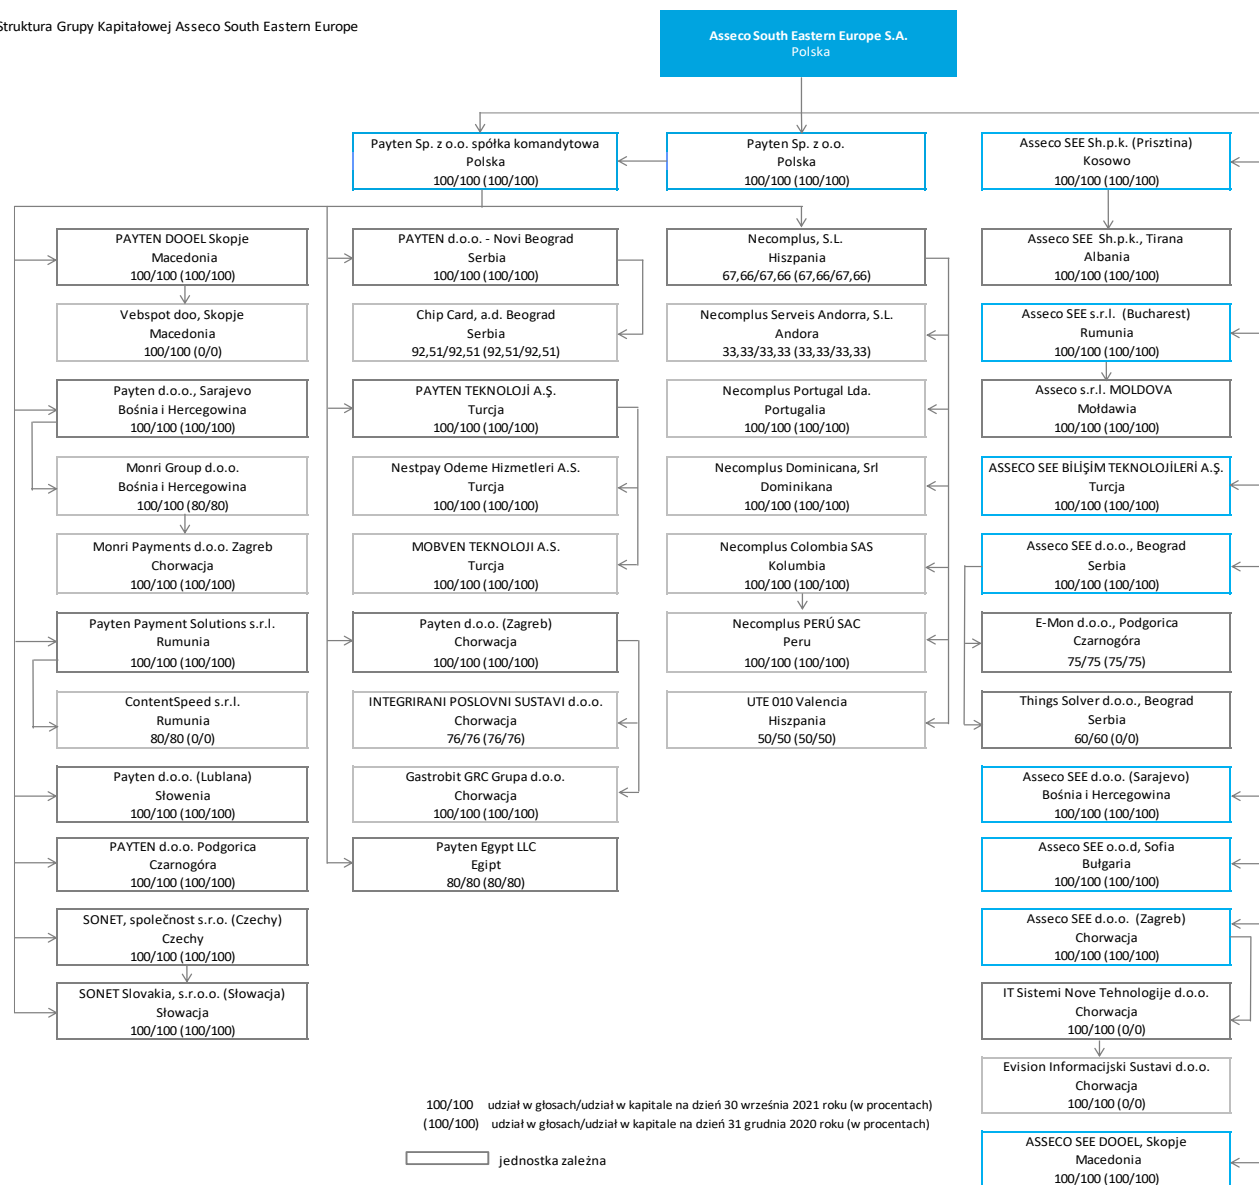 Struktura Grupy Kapitałowej Asseco South Eastern Europe
Asseco South Eastern Europe S.A.
Polska
Payten Sp. z o.o. spółka komandytowa
Polska
100/100 (100/100)
Payten Sp. z o.o.
Polska
100/100 (100/100)
Asseco SEE Sh.p.k. (Prisztina)
Kosowo
100/100 (100/100)
PAYTEN DOOEL Skopje
Macedonia
100/100 (100/100)
Vebspot doo, Skopje
Macedonia
100/100 (0/0)
Payten d.o.o., Sarajevo
Bośnia i Hercegowina
100/100 (100/100)
Monri Group d.o.o.
Bośnia i Hercegowina
100/100 (80/80)
Monri Payments d.o.o. Zagreb
Chorwacja
100/100 (100/100)
Payten Payment Solutions s.r.l.
Rumunia
100/100 (100/100)
ContentSpeed s.r.l.
Rumunia
80/80 (0/0)
Payten d.o.o. (Lublana)
Słowenia
100/100 (100/100)
PAYTEN d.o.o. Podgorica
Czarnogóra
100/100 (100/100)
SONET, společnost s.r.o. (Czechy)
Czechy
100/100 (100/100)
SONET Slovakia, s.r.o.o. (Słowacja)
Słowacja
100/100 (100/100)
PAYTEN d.o.o. - Novi Beograd
Serbia
100/100 (100/100)
Chip Card, a.d. Beograd
Serbia
92,51/92,51 (92,51/92,51)
PAYTEN TEKNOLOJİ A.Ş.
Turcja
100/100 (100/100)
Nestpay Odeme Hizmetleri A.S.
Turcja
100/100 (100/100)
MOBVEN TEKNOLOJI A.S.
Turcja
100/100 (100/100)
Payten d.o.o. (Zagreb)
Chorwacja
100/100 (100/100)
INTEGRIRANI POSLOVNI SUSTAVI d.o.o.
Chorwacja
76/76 (76/76)
Gastrobit GRC Grupa d.o.o.
Chorwacja
100/100 (100/100)
Payten Egypt LLC
Egipt
80/80 (80/80)
Necomplus, S.L.
Hiszpania
67,66/67,66 (67,66/67,66)
Necomplus Serveis Andorra, S.L.
Andora
33,33/33,33 (33,33/33,33)
Necomplus Portugal Lda.
Portugalia
100/100 (100/100)
Necomplus Dominicana, Srl
Dominikana
100/100 (100/100)
Necomplus Colombia SAS
Kolumbia
100/100 (100/100)
Necomplus PERÚ SAC
Peru
100/100 (100/100)
UTE 010 Valencia
Hiszpania
50/50 (50/50)
Asseco SEE Sh.p.k., Tirana
Albania
100/100 (100/100)
Asseco SEE s.r.l. (Bucharest)
Rumunia
100/100 (100/100)
Asseco s.r.l. MOLDOVA
Mołdawia
100/100 (100/100)
ASSECO SEE BİLİŞİM TEKNOLOJİLERİ A.Ş.
Turcja
100/100 (100/100)
Asseco SEE d.o.o., Beograd
Serbia
100/100 (100/100)
E-Mon d.o.o., Podgorica
Czarnogóra
75/75 (75/75)
Things Solver d.o.o., Beograd
Serbia
60/60 (0/0)
Asseco SEE d.o.o. (Sarajevo)
Bośnia i Hercegowina
100/100 (100/100)
Asseco SEE o.o.d, Sofia
Bułgaria
100/100 (100/100)
Asseco SEE d.o.o. (Zagreb)
Chorwacja
100/100 (100/100)
IT Sistemi Nove Tehnologije d.o.o.
Chorwacja
100/100 (0/0)
Evision Informacijski Sustavi d.o.o.
Chorwacja
100/100 (0/0)
ASSECO SEE DOOEL, Skopje
Macedonia
100/100 (100/100)
100/100 udział w głosach/udział w kapitale na dzień 30 września 2021 roku (w procentach)
(100/100) udział w głosach/udział w kapitale na dzień 31 grudnia 2020 roku (w procentach)
jednostka zależna